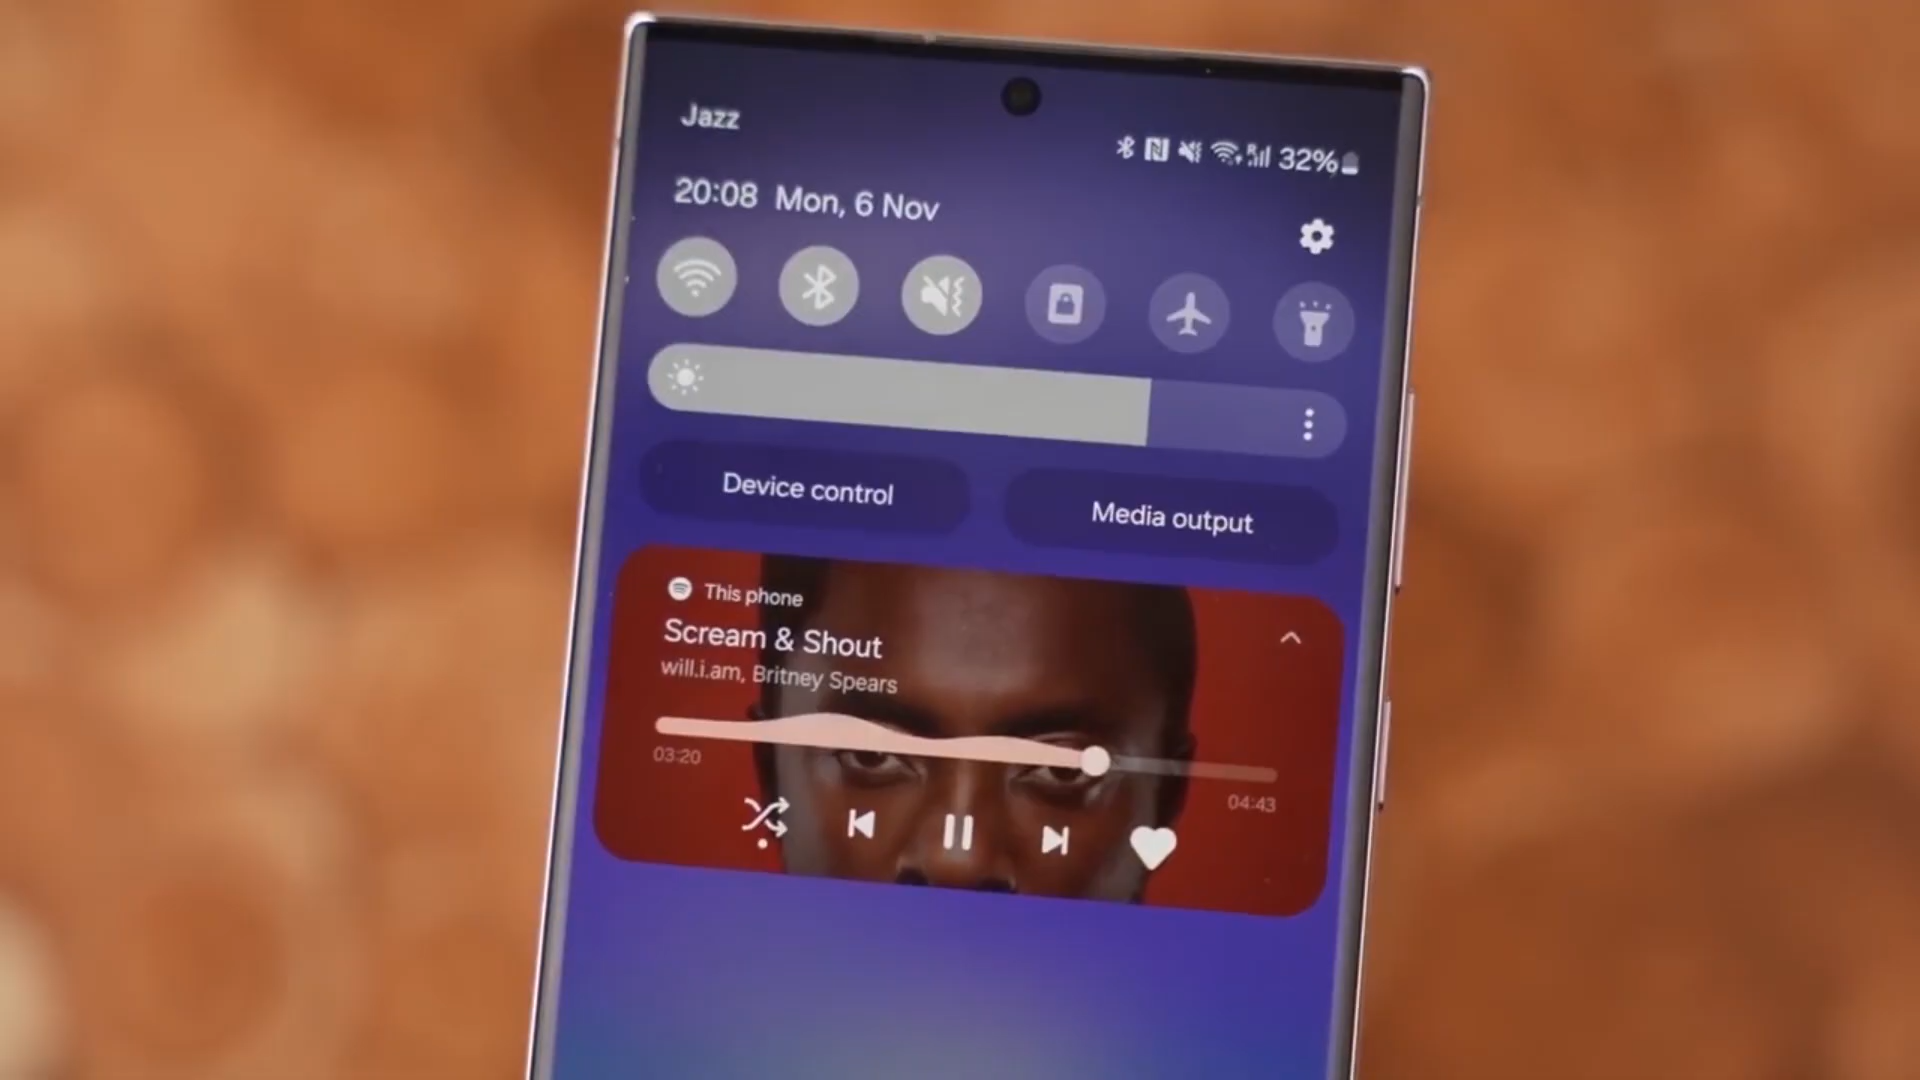 Jazz
32%
20:08 Mon, 6 Nov
Device control
Media output
This phone
Scream & Shout
will.i.am, Britney Spears
03:20
04:43